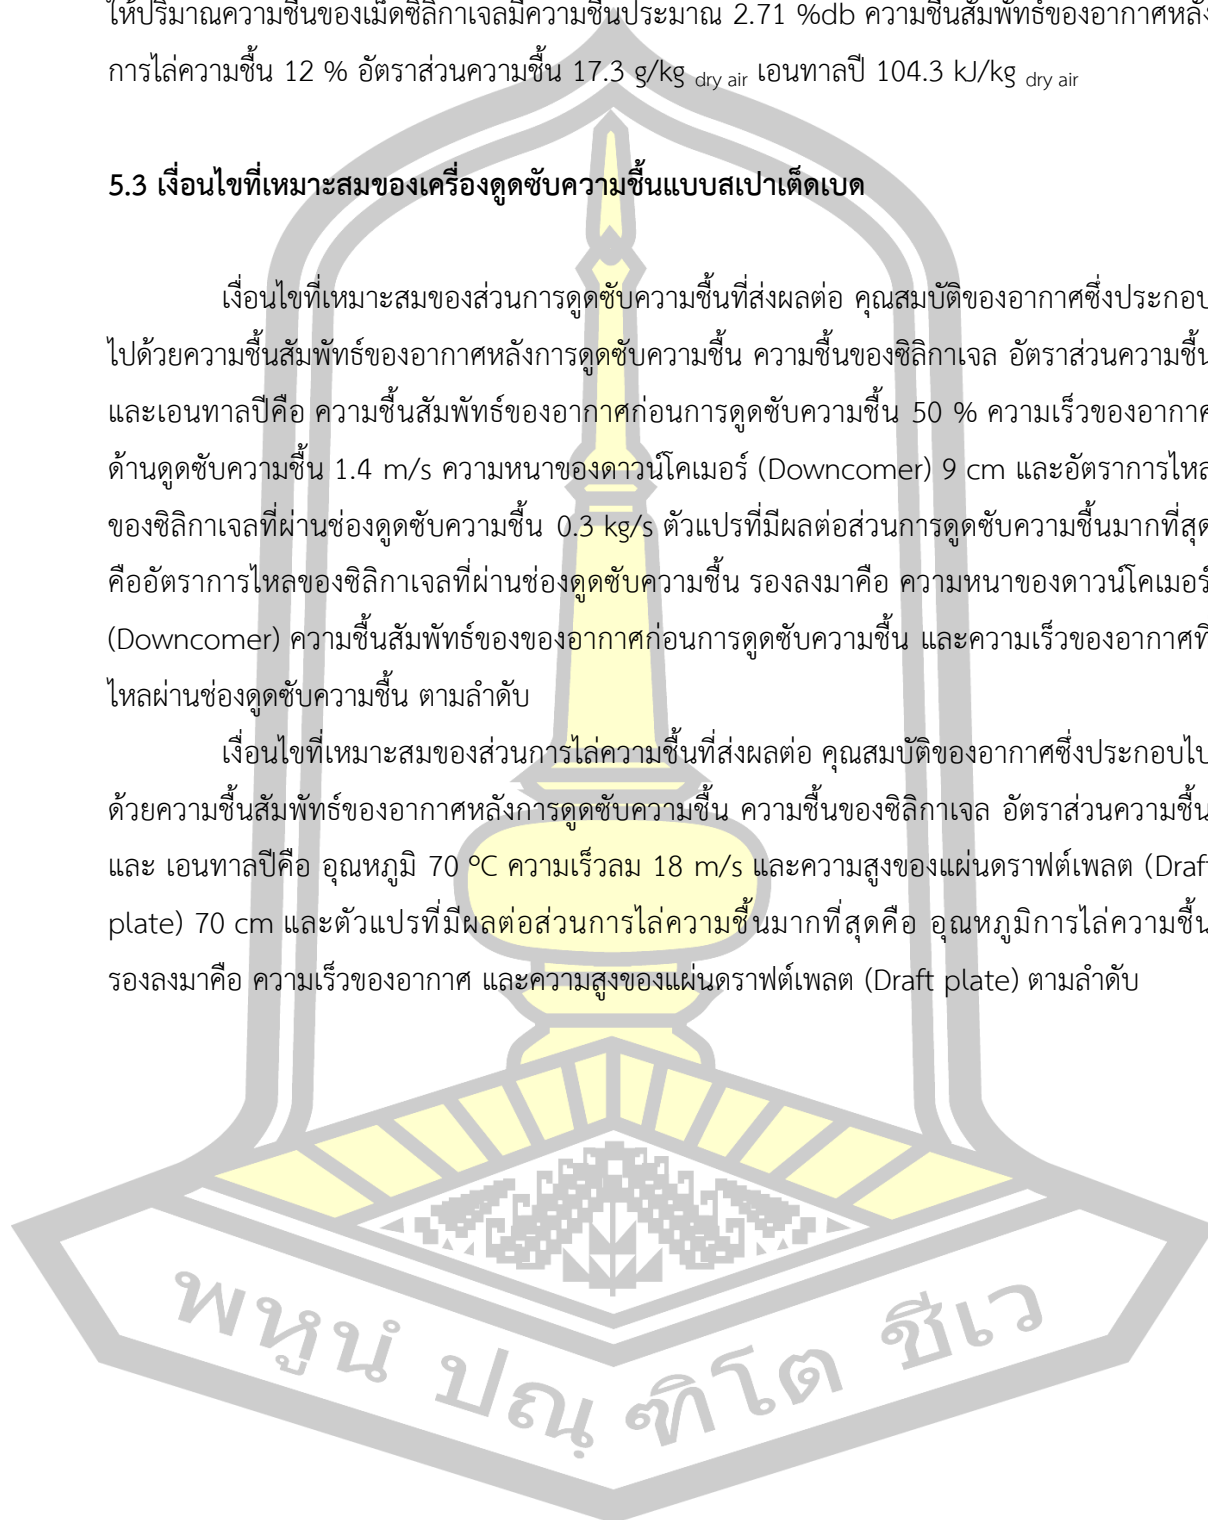 ให้ปริมาณความชื้นของเม็ดซิลิกาเจลมีความชื้นประมาณ 2.71 %db ความชื้นสัมพัทธ์ของอากาศหลัง
การไล่ความชื้น 12 % อัตราส่วนความชื้น 17.3 g/kg dry air เอนทาลปี 104.3 kJ/kg dry air
5.3 เงื่อนไขที่เหมาะสมของเครื่องดูดซับความชื้นแบบสเปาเต็ดเบด
เงื่อนไขที่เหมาะสมของส่วนการดูดซับความชื้นที่ส่งผลต่อ คุณสมบัติของอากาศซึ่งประกอบ
ไปด้วยความชื้นสัมพัทธ์ของอากาศหลังการดูดซับความชื้น ความชื้นของซิลิกาเจล อัตราส่วนความชื้น
และเอนทาลปีคือ ความชื้นสัมพัทธ์ของอากาศก่อนการดูดซับความชื้น 50 % ความเร็วของอากาศ
ด้านดูดซับความชื้น 1.4 m/s ความหนาของดาวน์โคเมอร์ (Downcomer) 9 cm และอัตราการไหล
ของซิลิกาเจลที่ผ่านช่องดูดซับความชื้น 0.3 kg/s ตัวแปรที่มีผลต่อส่วนการดูดซับความชื้นมากที่สุด
คืออัตราการไหลของซิลิกาเจลที่ผ่านช่องดูดซับความชื้น รองลงมาคือ ความหนาของดาวน์โคเมอร์
(Downcomer) ความชื้นสัมพัทธ์ของของอากาศก่อนการดูดซับความชื้น และความเร็วของอากาศที่
ไหลผ่านช่องดูดซับความชื้น ตามลำดับ
เงื่อนไขที่เหมาะสมของส่วนการไล่ความชื้นที่ส่งผลต่อ คุณสมบัติของอากาศซึ่งประกอบไป
ด้วยความชื้นสัมพัทธ์ของอากาศหลังการดูดซับความชื้น ความชื้นของซิลิกาเจล อัตราส่วนความชื้น
และ เอนทาลปีคือ อุณหภูมิ 70 ºC ความเร็วลม 18 m/s และความสูงของแผ่นดราฟต์เพลต (Draft
plate) 70 cm และตัวแปรที่มีผลต่อส่วนการไล่ความชื้นมากที่สุดคือ อุณหภูมิการไล่ความชื้น
รองลงมาคือ ความเร็วของอากาศ และความสูงของแผ่นดราฟต์เพลต (Draft plate) ตามลำดับ
พหูนํ ปณฺฑิโต ชีเว